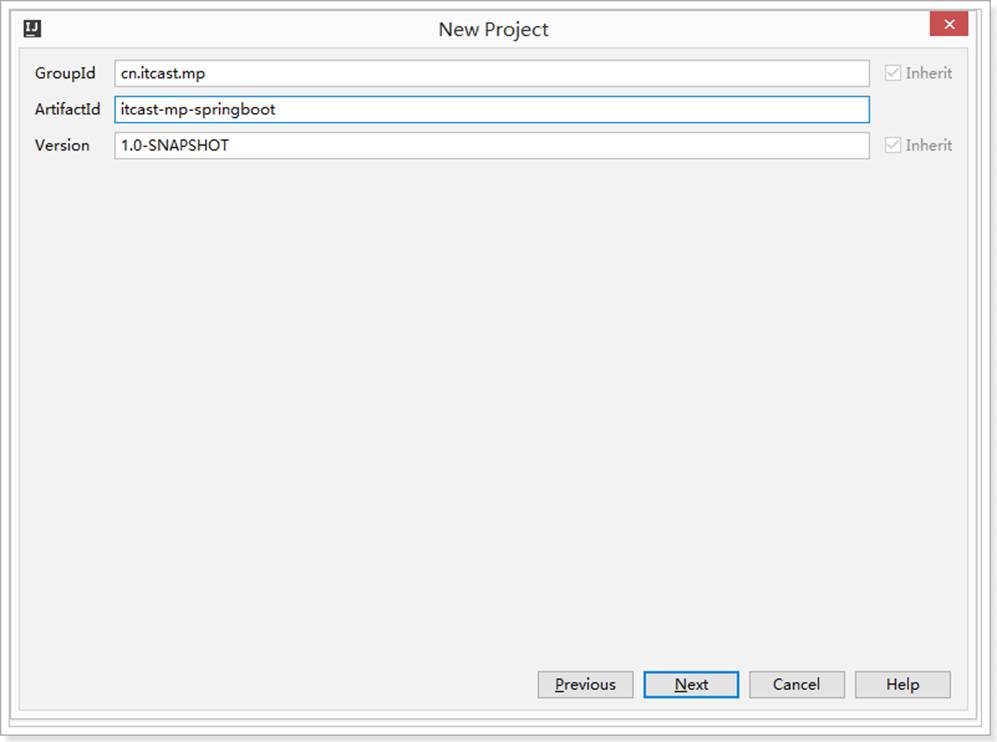 IJ
New Project
GroupId cn.itcast.mp Inherit
ArtifactId itcast-mp-springboot
Version 1.0-SNAPSHOT Inherit
Previous Next Cancel Help